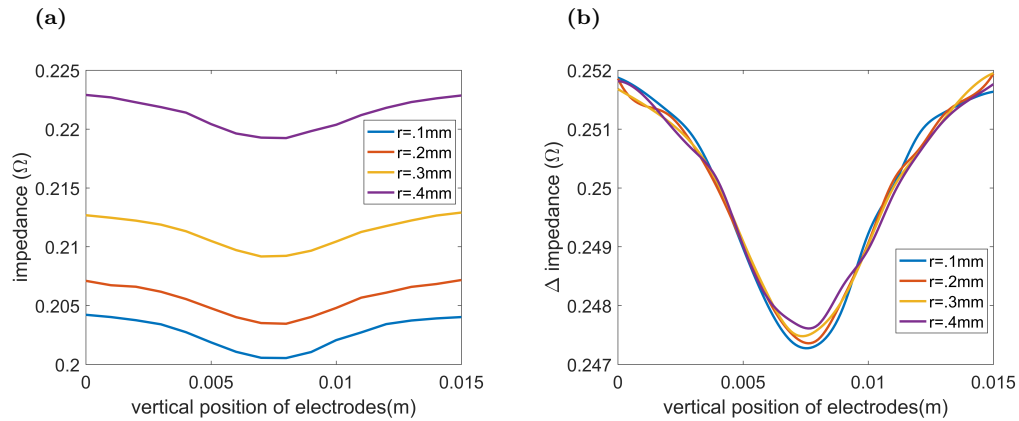 (a)
0.225
0.22
0.215
0.21
0.205
0.2
impedance (Ω)
r=.1mm
r=.2mm
r=.3mm
r=.4mm
0
0.005
0.01
0.015
vertical position of electrodes(m)
(b)
0.252
0.251
0.25
0.249
0.248
0.247
Δ impedance (Ω)
r=.1mm
r=.2mm
r=.3mm
r=.4mm
0
0.005
0.01
0.015
vertical position of electrodes(m)